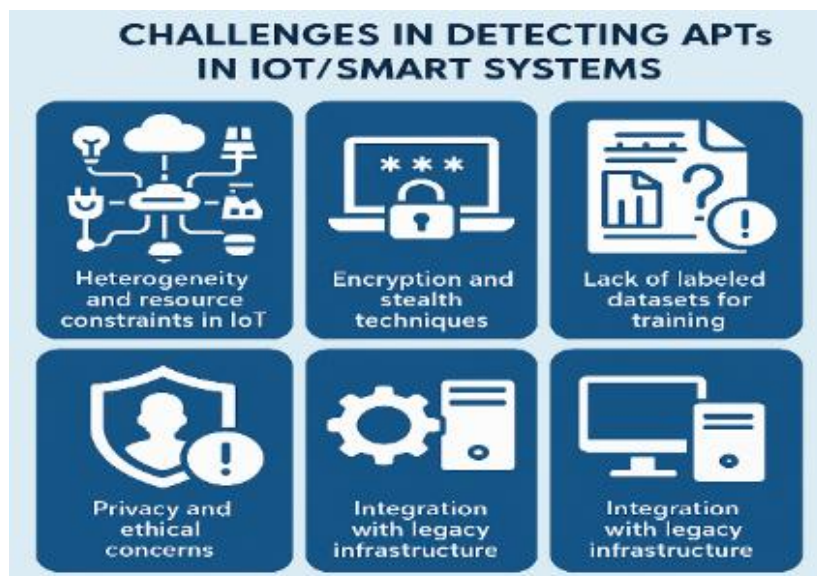 CHALLENGES IN DETECTING APTs
IN IOT/SMART SYSTEMS
Heterogeneity
and resource
constraints in IoT
* * *
Encryption and
stealth
techniques
?
!
Lack of labeled
datasets for
training
!
Privacy and
ethical
concerns
Integration
with legacy
infrastructure
Integration
with legacy
infrastructure